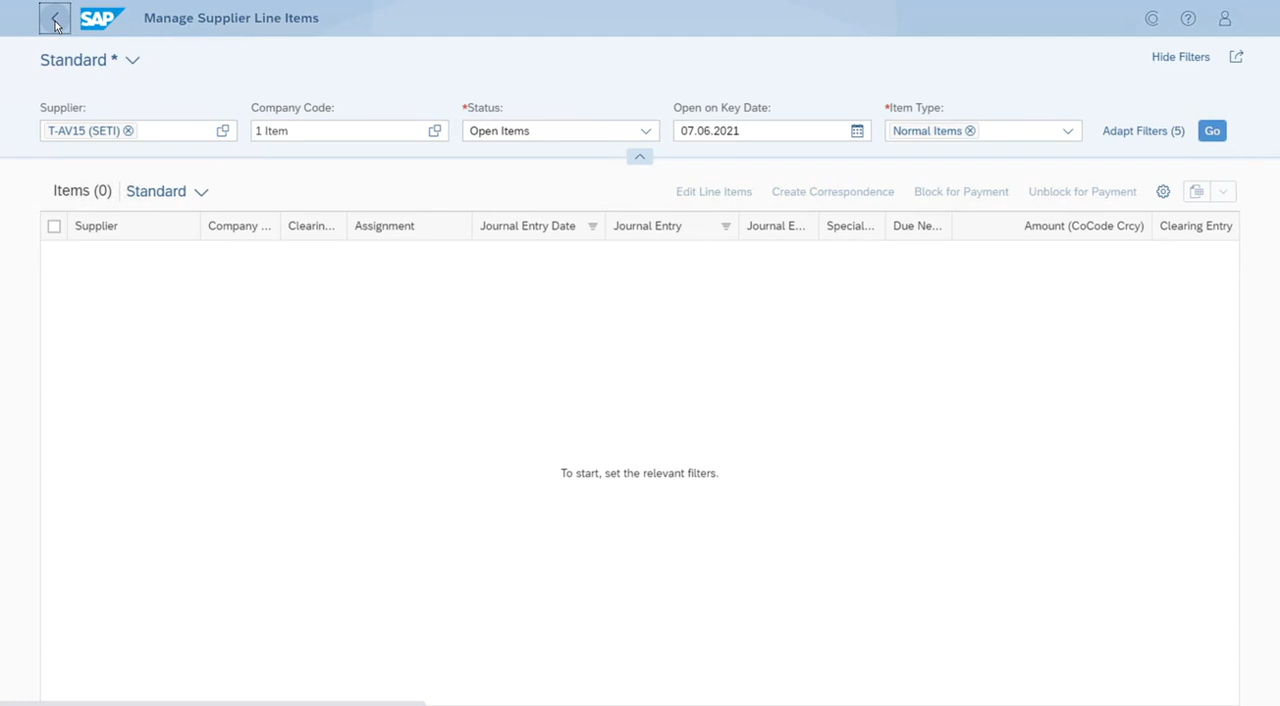 SAP Manage Supplier Line Items
Standard * Hide Filters
Supplier: Company Code: *Status: Open on Key Date: *Item Type:
T-AV15 (SETI) 1 Item Open Items 07.06.2021 Normal Items Adapt Filters (5) Go
Items (0) Standard Edit Line Items Create Correspondence Block for Payment Unblock for Payment
Supplier Company ... Clearin... Assignment Journal Entry Date Journal Entry Journal E... Special... Due Ne... Amount (CoCode Crcy) Clearing Entry
To start, set the relevant filters.